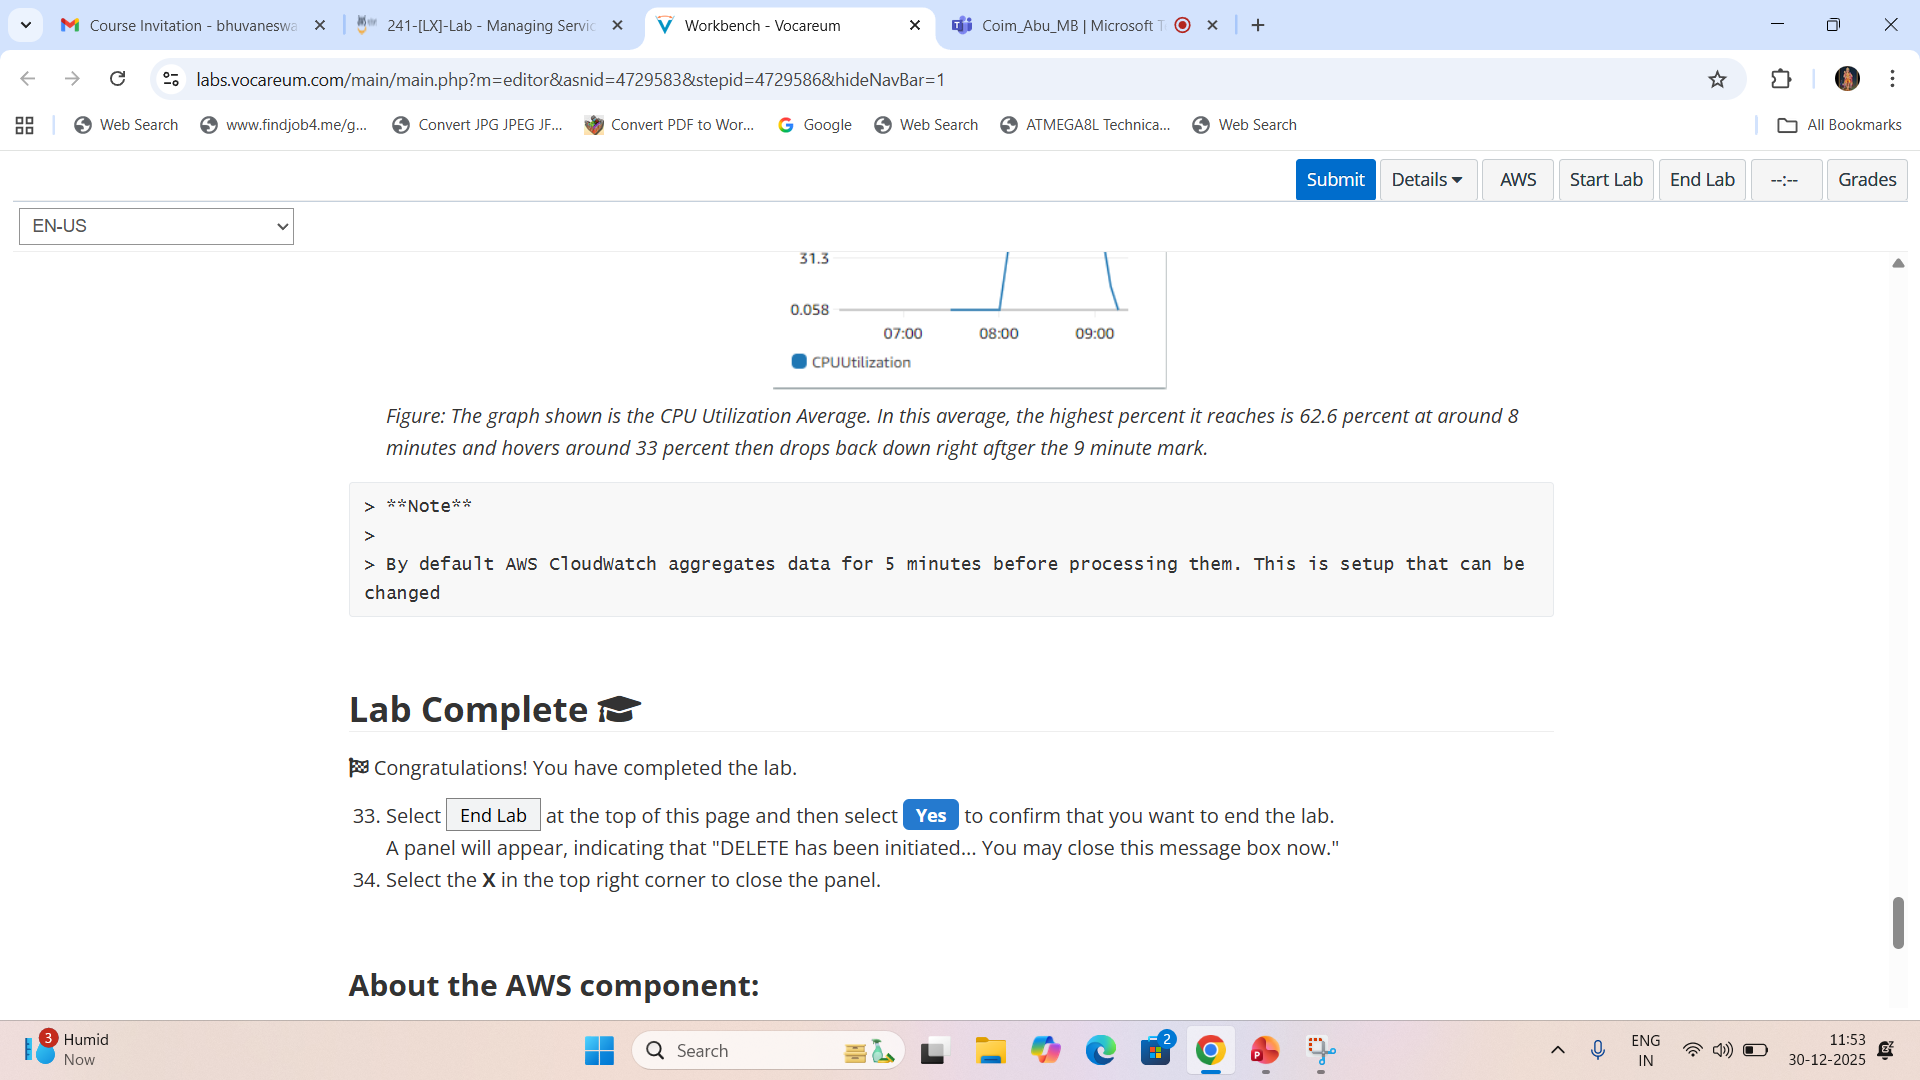 Course Invitation - bhuvaneswa
241-[LX]-Lab - Managing Servic
Workbench - Vocareum
Coim_Abu_MB | Microsoft T
labs.vocareum.com/main/main.php?m=editor&asnid=4729583&stepid=4729586&hideNavBar=1
Web Search
www.findjob4.me/g...
Convert JPG JPEG JF...
Convert PDF to Wor...
Google
Web Search
ATMEGA8L Technica...
Web Search
All Bookmarks
Submit
Details
AWS
Start Lab
End Lab
--:--
Grades
EN-US
31.3
0.058
07:00 08:00 09:00
CPUUtilization
Figure: The graph shown is the CPU Utilization Average. In this average, the highest percent it reaches is 62.6 percent at around 8
minutes and hovers around 33 percent then drops back down right aftger the 9 minute mark.
> **Note**
>
> By default AWS CloudWatch aggregates data for 5 minutes before processing them. This is setup that can be
changed
Lab Complete
Congratulations! You have completed the lab.
33. Select End Lab at the top of this page and then select Yes to confirm that you want to end the lab.
A panel will appear, indicating that "DELETE has been initiated... You may close this message box now."
34. Select the X in the top right corner to close the panel.
About the AWS component:
3
Humid
Now
Search
2
ENG
IN
11:53
30-12-2025